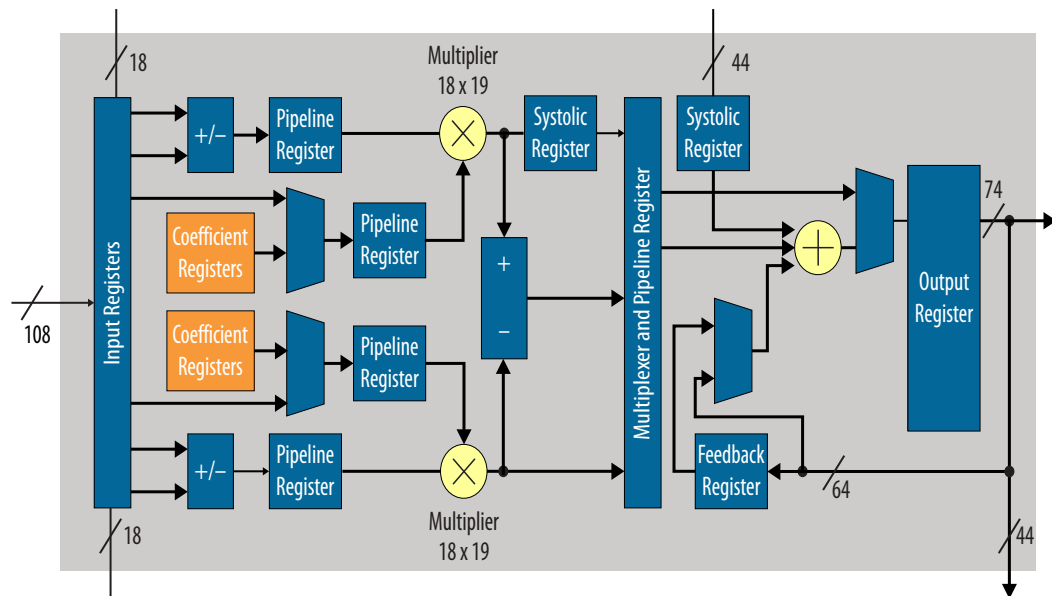 18
Multiplier
18 x 19
44
+/–
Pipeline
Register
Systolic
Register
Systolic
Register
Coefficient
Registers
Pipeline
Register
74
108
Input Registers
+
–
Multiplexer and Pipeline Register
Output
Register
Coefficient
Registers
Pipeline
Register
+/–
Pipeline
Register
Feedback
Register
64
18
Multiplier
18 x 19
44